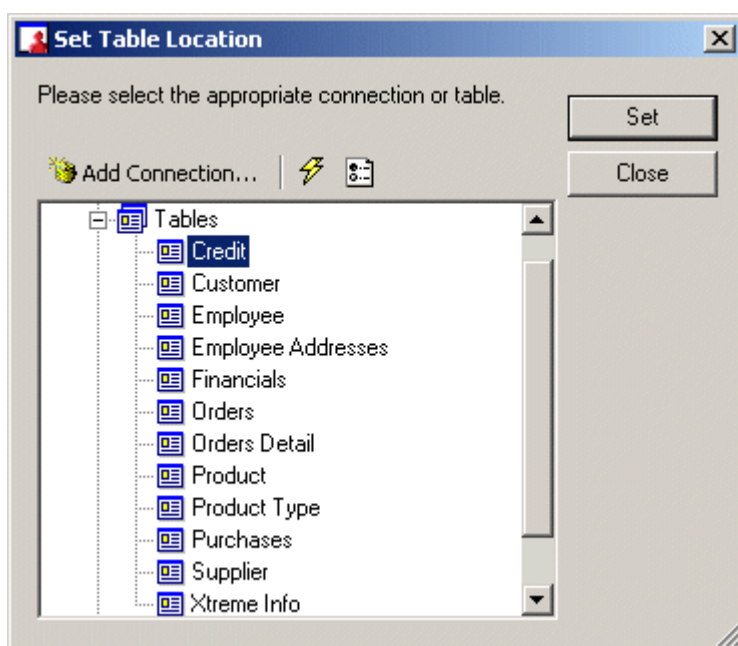 Set Table Location
Please select the appropriate connection or table.
Set
Add Connection...
Close
Tables
Credit
Customer
Employee
Employee Addresses
Financials
Orders
Orders Detail
Product
Product Type
Purchases
Supplier
Xtreme Info